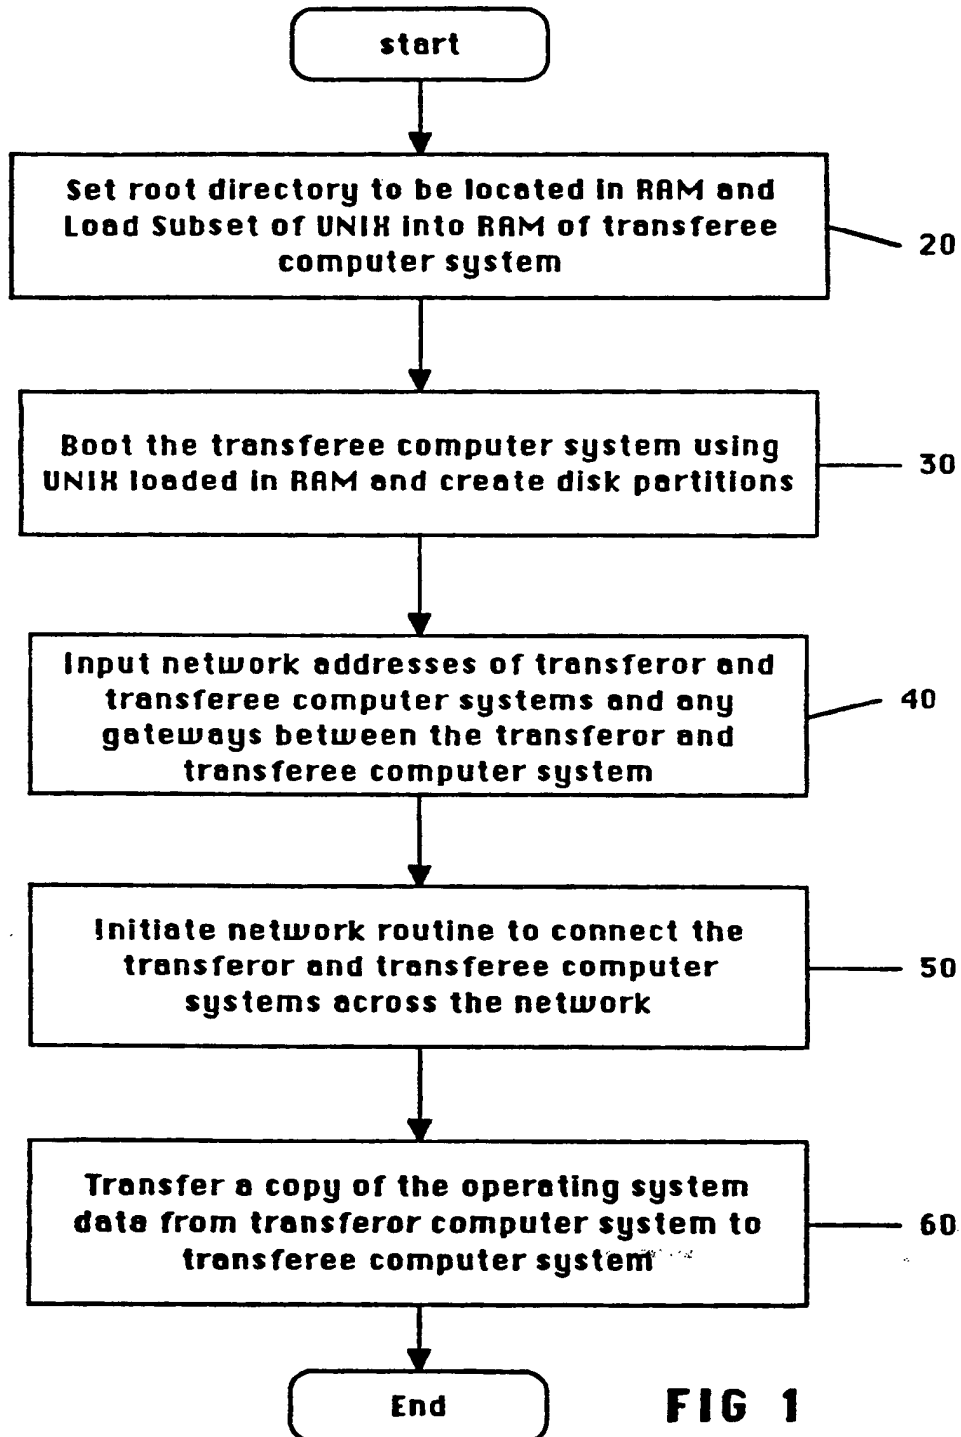 start
Set root directory to be located in RAM and
Load Subset of UNIX into RAM of transferee
computer system
20
Boot the transferee computer system using
UNIX loaded in RAM and create disk partitions
30
Input network addresses of transferor and
transferee computer systems and any
gateways between the transferor and
transferee computer system
40
Initiate network routine to connect the
transferor and transferee computer
systems across the network
50
Transfer a copy of the operating system
data from transferor computer system to
transferee computer system
60
End
FIG 1